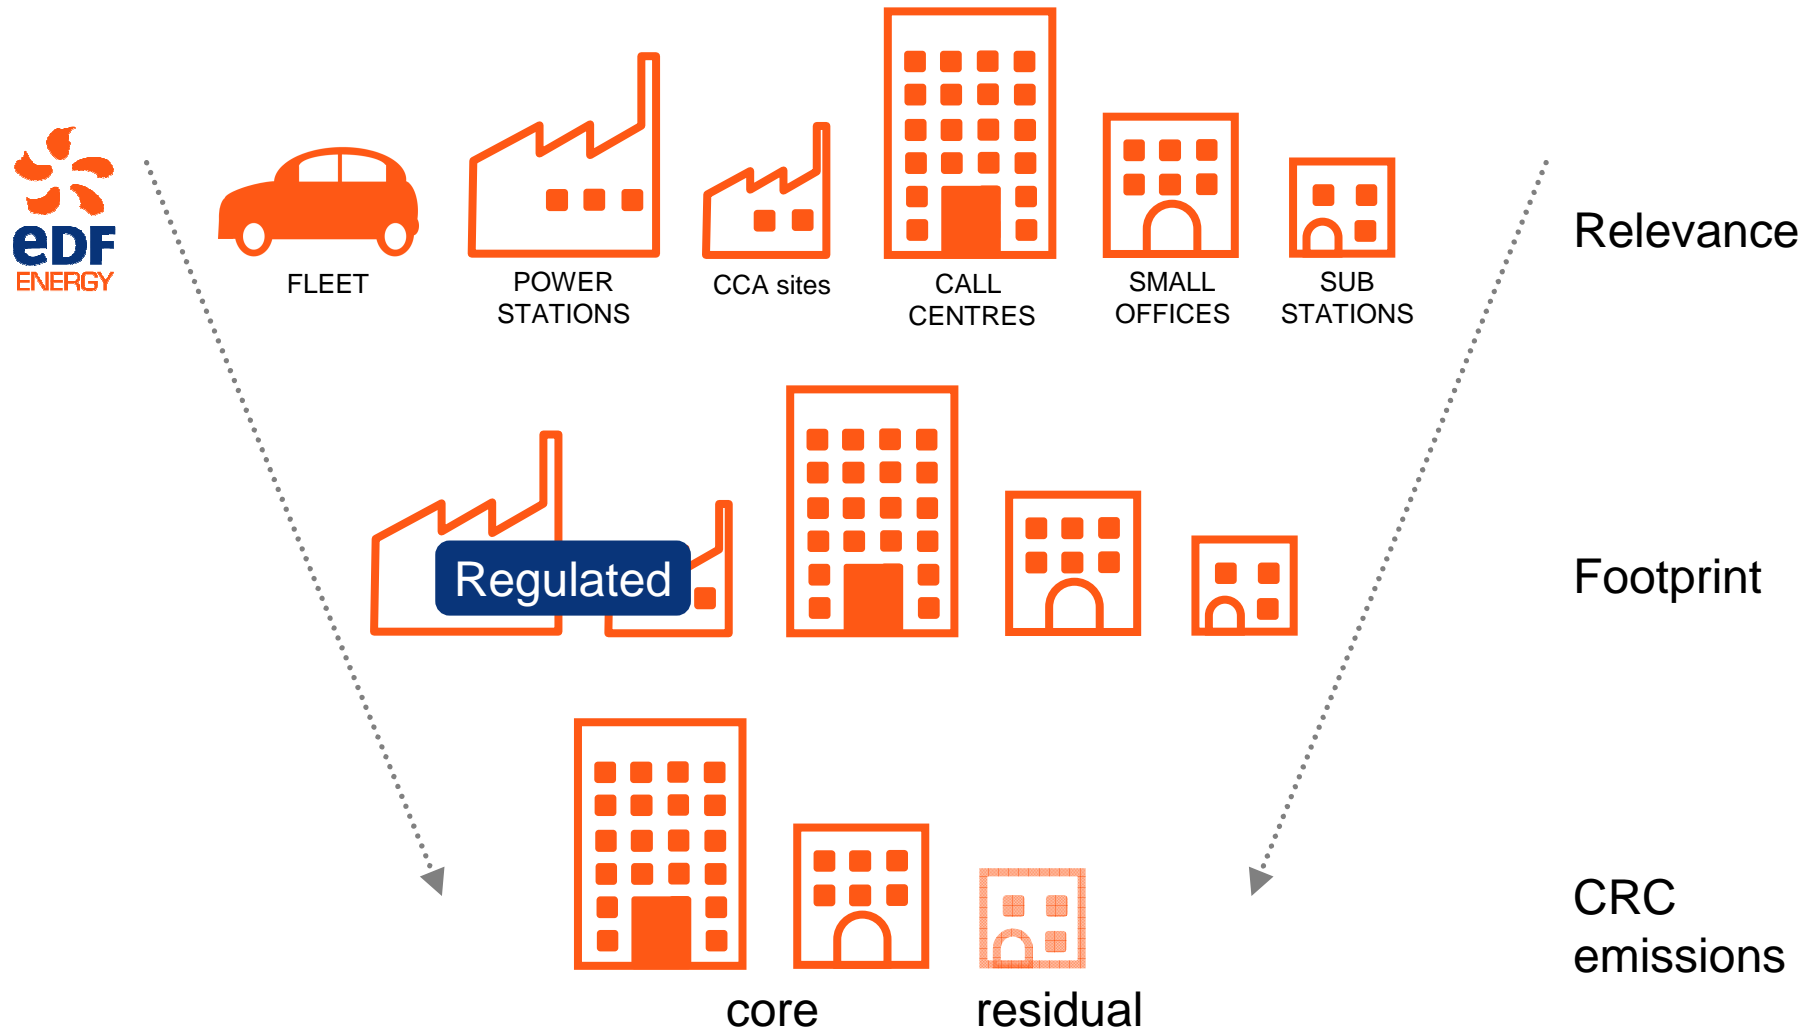 eDF
ENERGY
FLEET
POWER
STATIONS
CCA sites
CALL
CENTRES
SMALL
OFFICES
SUB
STATIONS
Relevance
Regulated
Footprint
CRC
emissions
core
residual